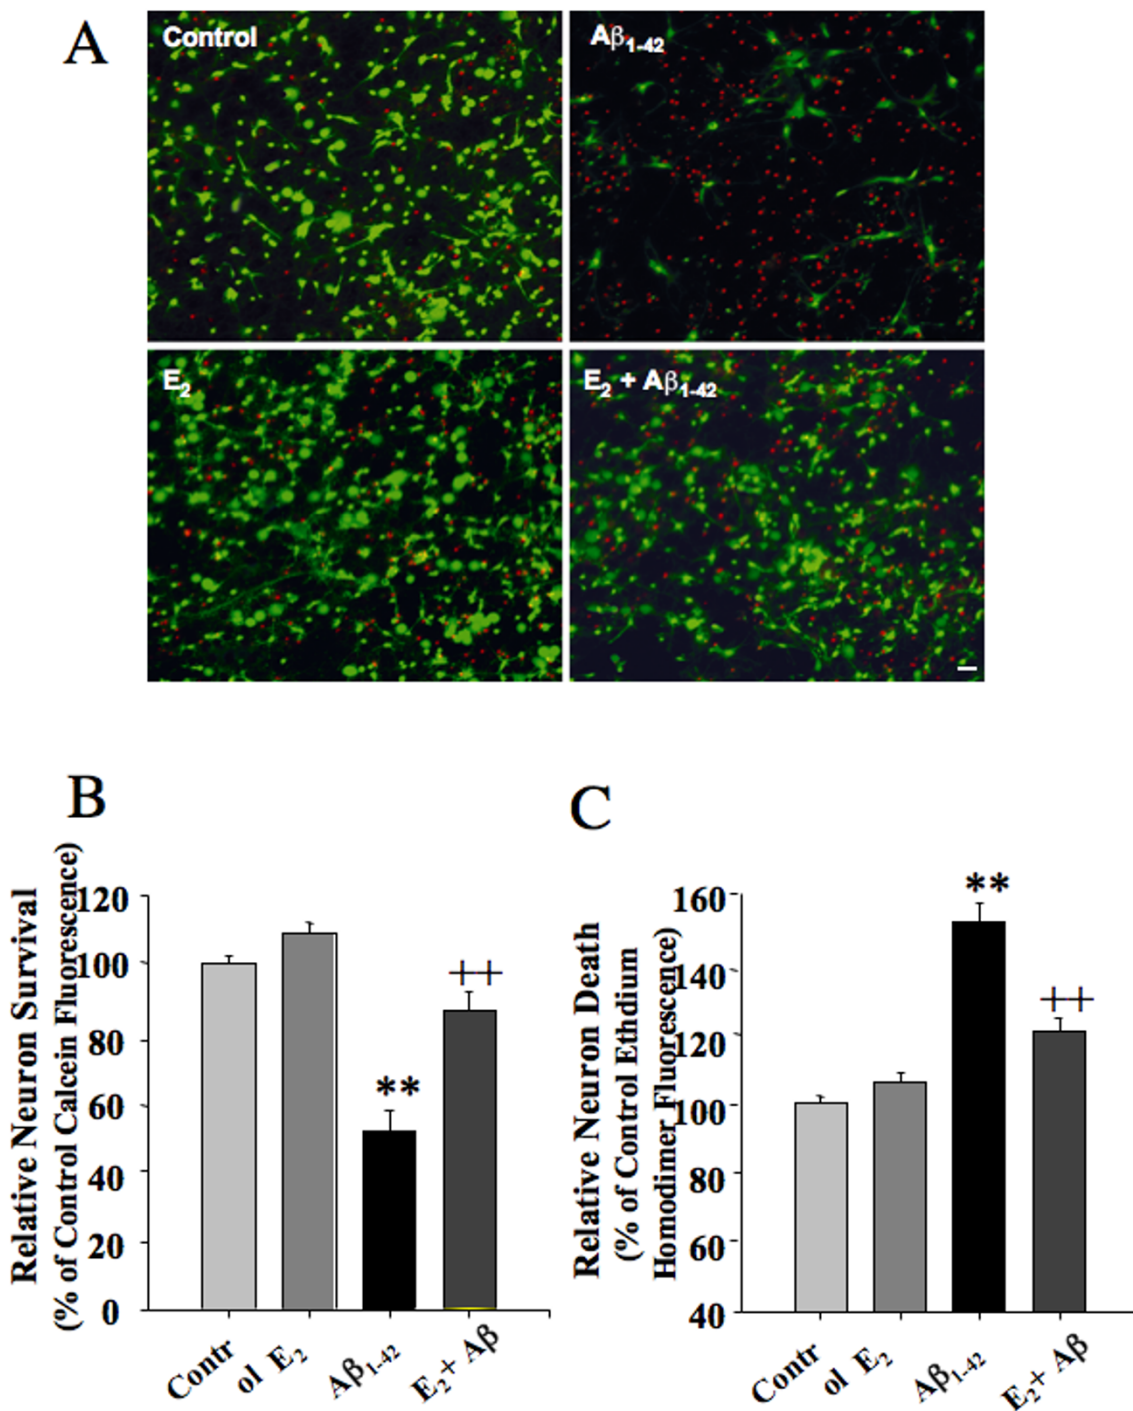 A
Control
Aβ1-42
E2
E2 + Aβ1-42
B
Relative Neuron Survival
(% of Control Calcein Fluorescence)
120
100
80
60
40
20
0
**
++
Contr
ol E2
Aβ1-42
E2+ Aβ
C
Relative Neuron Death
(% of Control Ethdium
Homodimer Fluorescence)
160
140
120
100
80
60
40
**
++
Contr
ol E2
Aβ1-42
E2+ Aβ